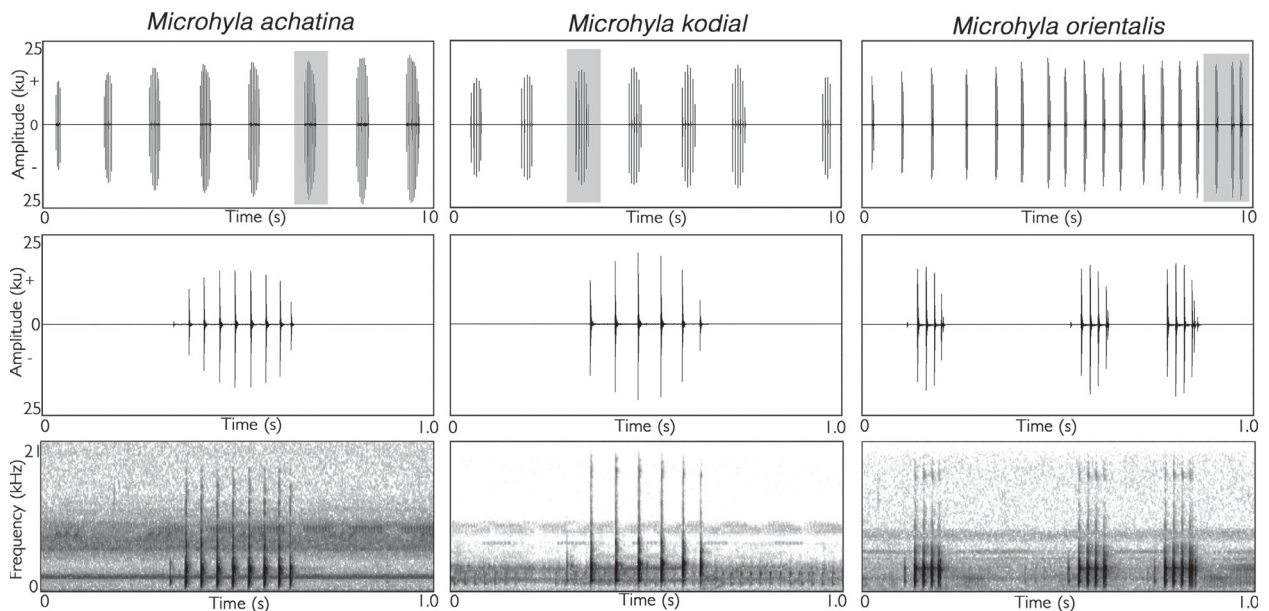 Microhyla achatina
Microhyla kodial
Microhyla orientalis
25
+
0
-
25
Amplitude (ku)
0 Time (s) 10
0 Time (s) 10
0 Time (s) 10
25
+
0
-
25
Amplitude (ku)
0 Time (s) 1.0
0 Time (s) 1.0
0 Time (s) 1.0
21
0
Frequency (kHz)
0 Time (s) 1.0
0 Time (s) 1.0
0 Time (s) 1.0